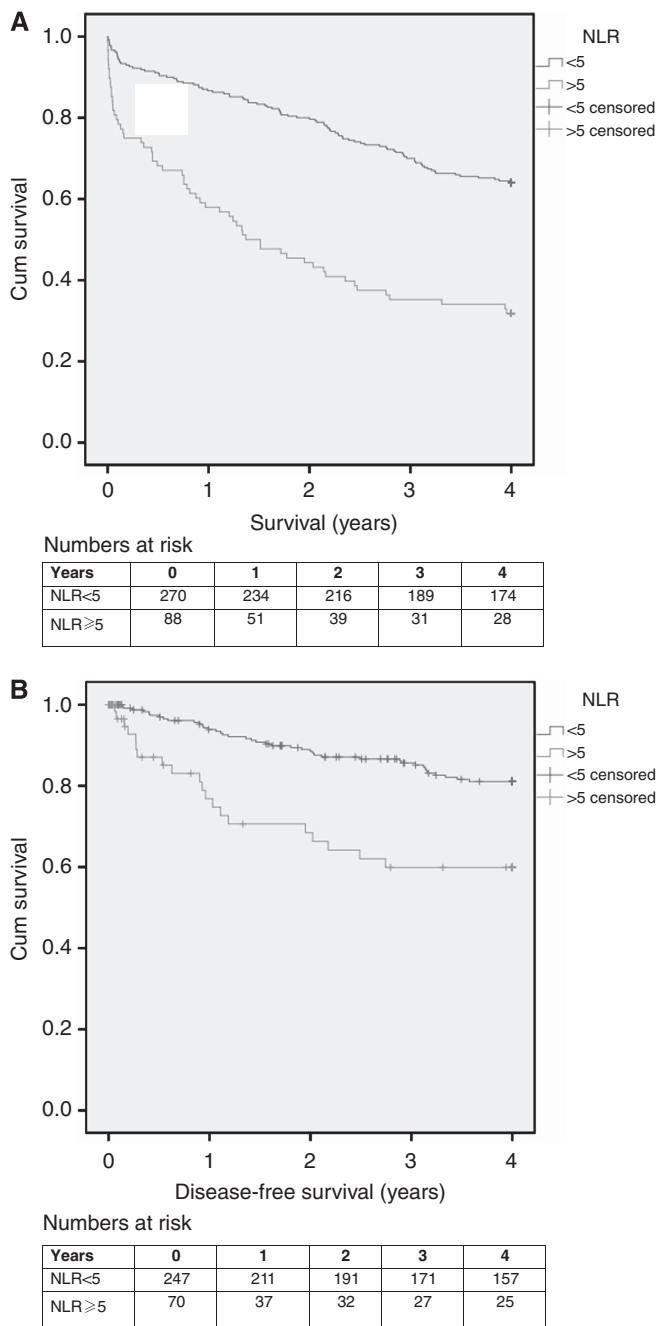 A
1.0
0.8
0.6
0.4
0.2
0.0
Cum survival
0 1 2 3 4
Survival (years)
NLR
<5
>5
<5 censored
>5 censored
Numbers at risk
Years 0 1 2 3 4
NLR<5 270 234 216 189 174
NLR⩾5 88 51 39 31 28
B
1.0
0.8
0.6
0.4
0.2
0.0
Cum survival
0 1 2 3 4
Disease-free survival (years)
NLR
<5
>5
<5 censored
>5 censored
Numbers at risk
Years 0 1 2 3 4
NLR<5 247 211 191 171 157
NLR⩾5 70 37 32 27 25